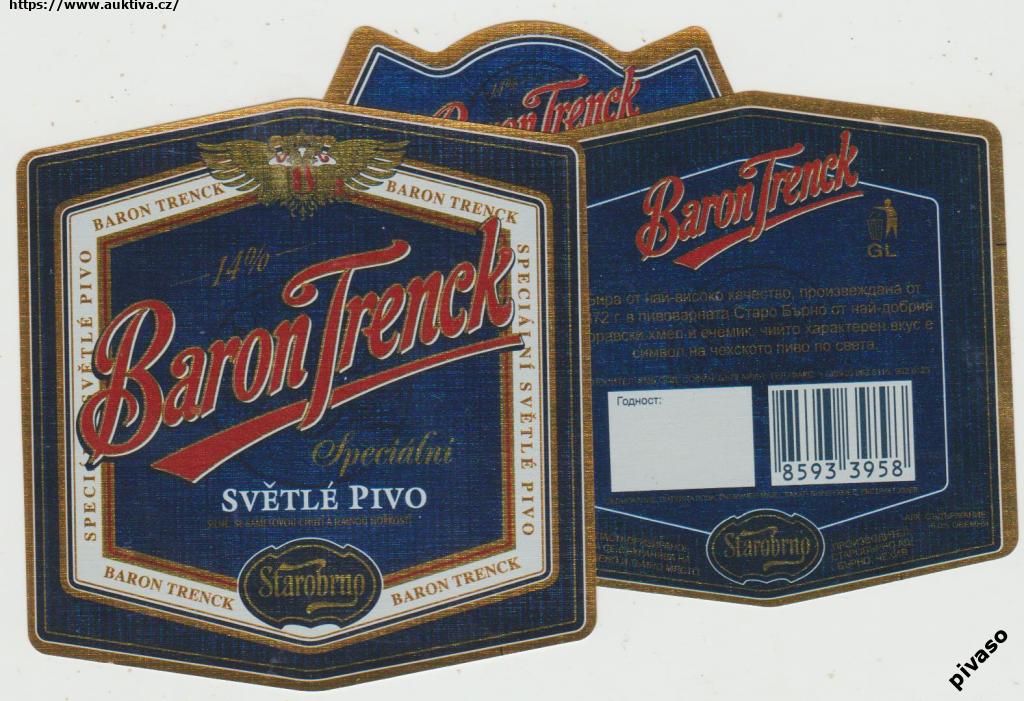 https://www.auktiva.cz/
14%
Baron Trenck
BARON TRENCK
BARON TRENCK
14%
Baron Trenck
SPECIÁLNÍ SVĚTLÉ PIVO
SPECIÁLNÍ SVĚTLÉ PIVO
Speciální
SVĚTLÉ PIVO
Starobrno
BARON TRENCK
BARON TRENCK
Baron Trenck
GL
от най-високо качество, произвеждана от
72 г. в пивоварната Старо Бърно от най-добрия
хмел и ечемик, чийто характерен вкус е
символ на чехското пиво по света.
Годност:
8593 3958
Starobrno
pivaso